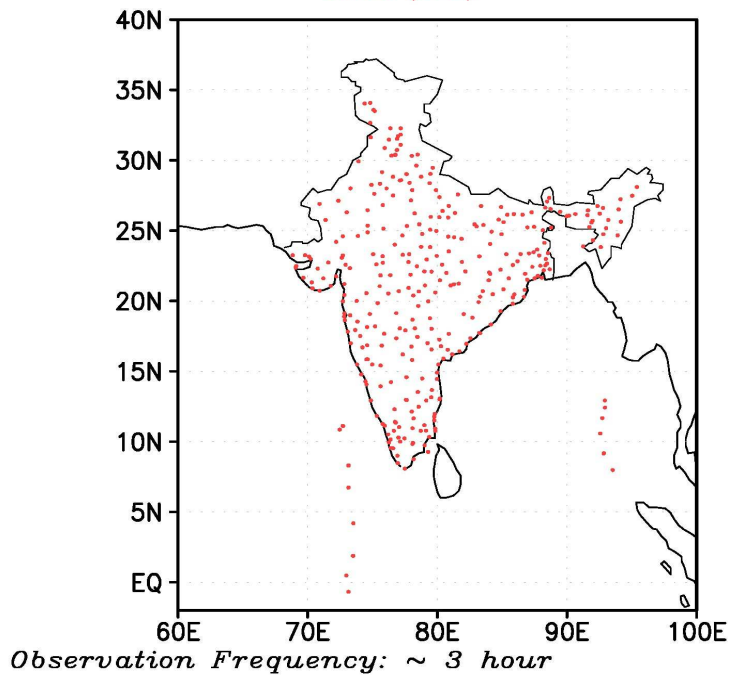 40N
35N
30N
25N
20N
15N
10N
5N
EQ
60E 70E 80E 90E 100E
Observation Frequency: ~ 3 hour